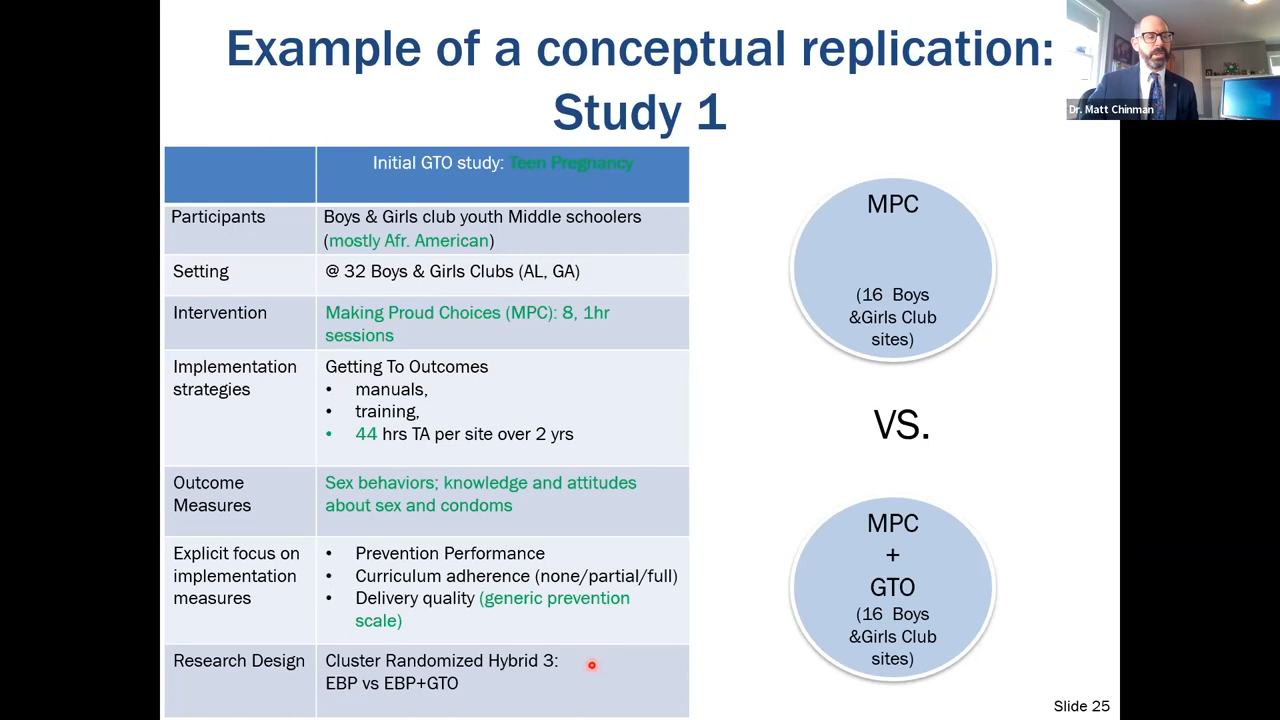 Example of a conceptual replication:
Study 1
Dr. Matt Chinman
Initial GTO study: Teen Pregnancy
Participants
Boys & Girls club youth Middle schoolers
(mostly Afr. American)
Setting
@ 32 Boys & Girls Clubs (AL, GA)
Intervention
Making Proud Choices (MPC): 8, 1hr
sessions
Implementation
strategies
Getting To Outcomes
• manuals,
• training,
• 44 hrs TA per site over 2 yrs
Outcome
Measures
Sex behaviors; knowledge and attitudes
about sex and condoms
Explicit focus on
implementation
measures
• Prevention Performance
• Curriculum adherence (none/partial/full)
• Delivery quality (generic prevention
scale)
Research Design
Cluster Randomized Hybrid 3:
EBP vs EBP+GTO
MPC
(16 Boys
&Girls Club
sites)
VS.
MPC
+
GTO
(16 Boys
&Girls Club
sites)
Slide 25